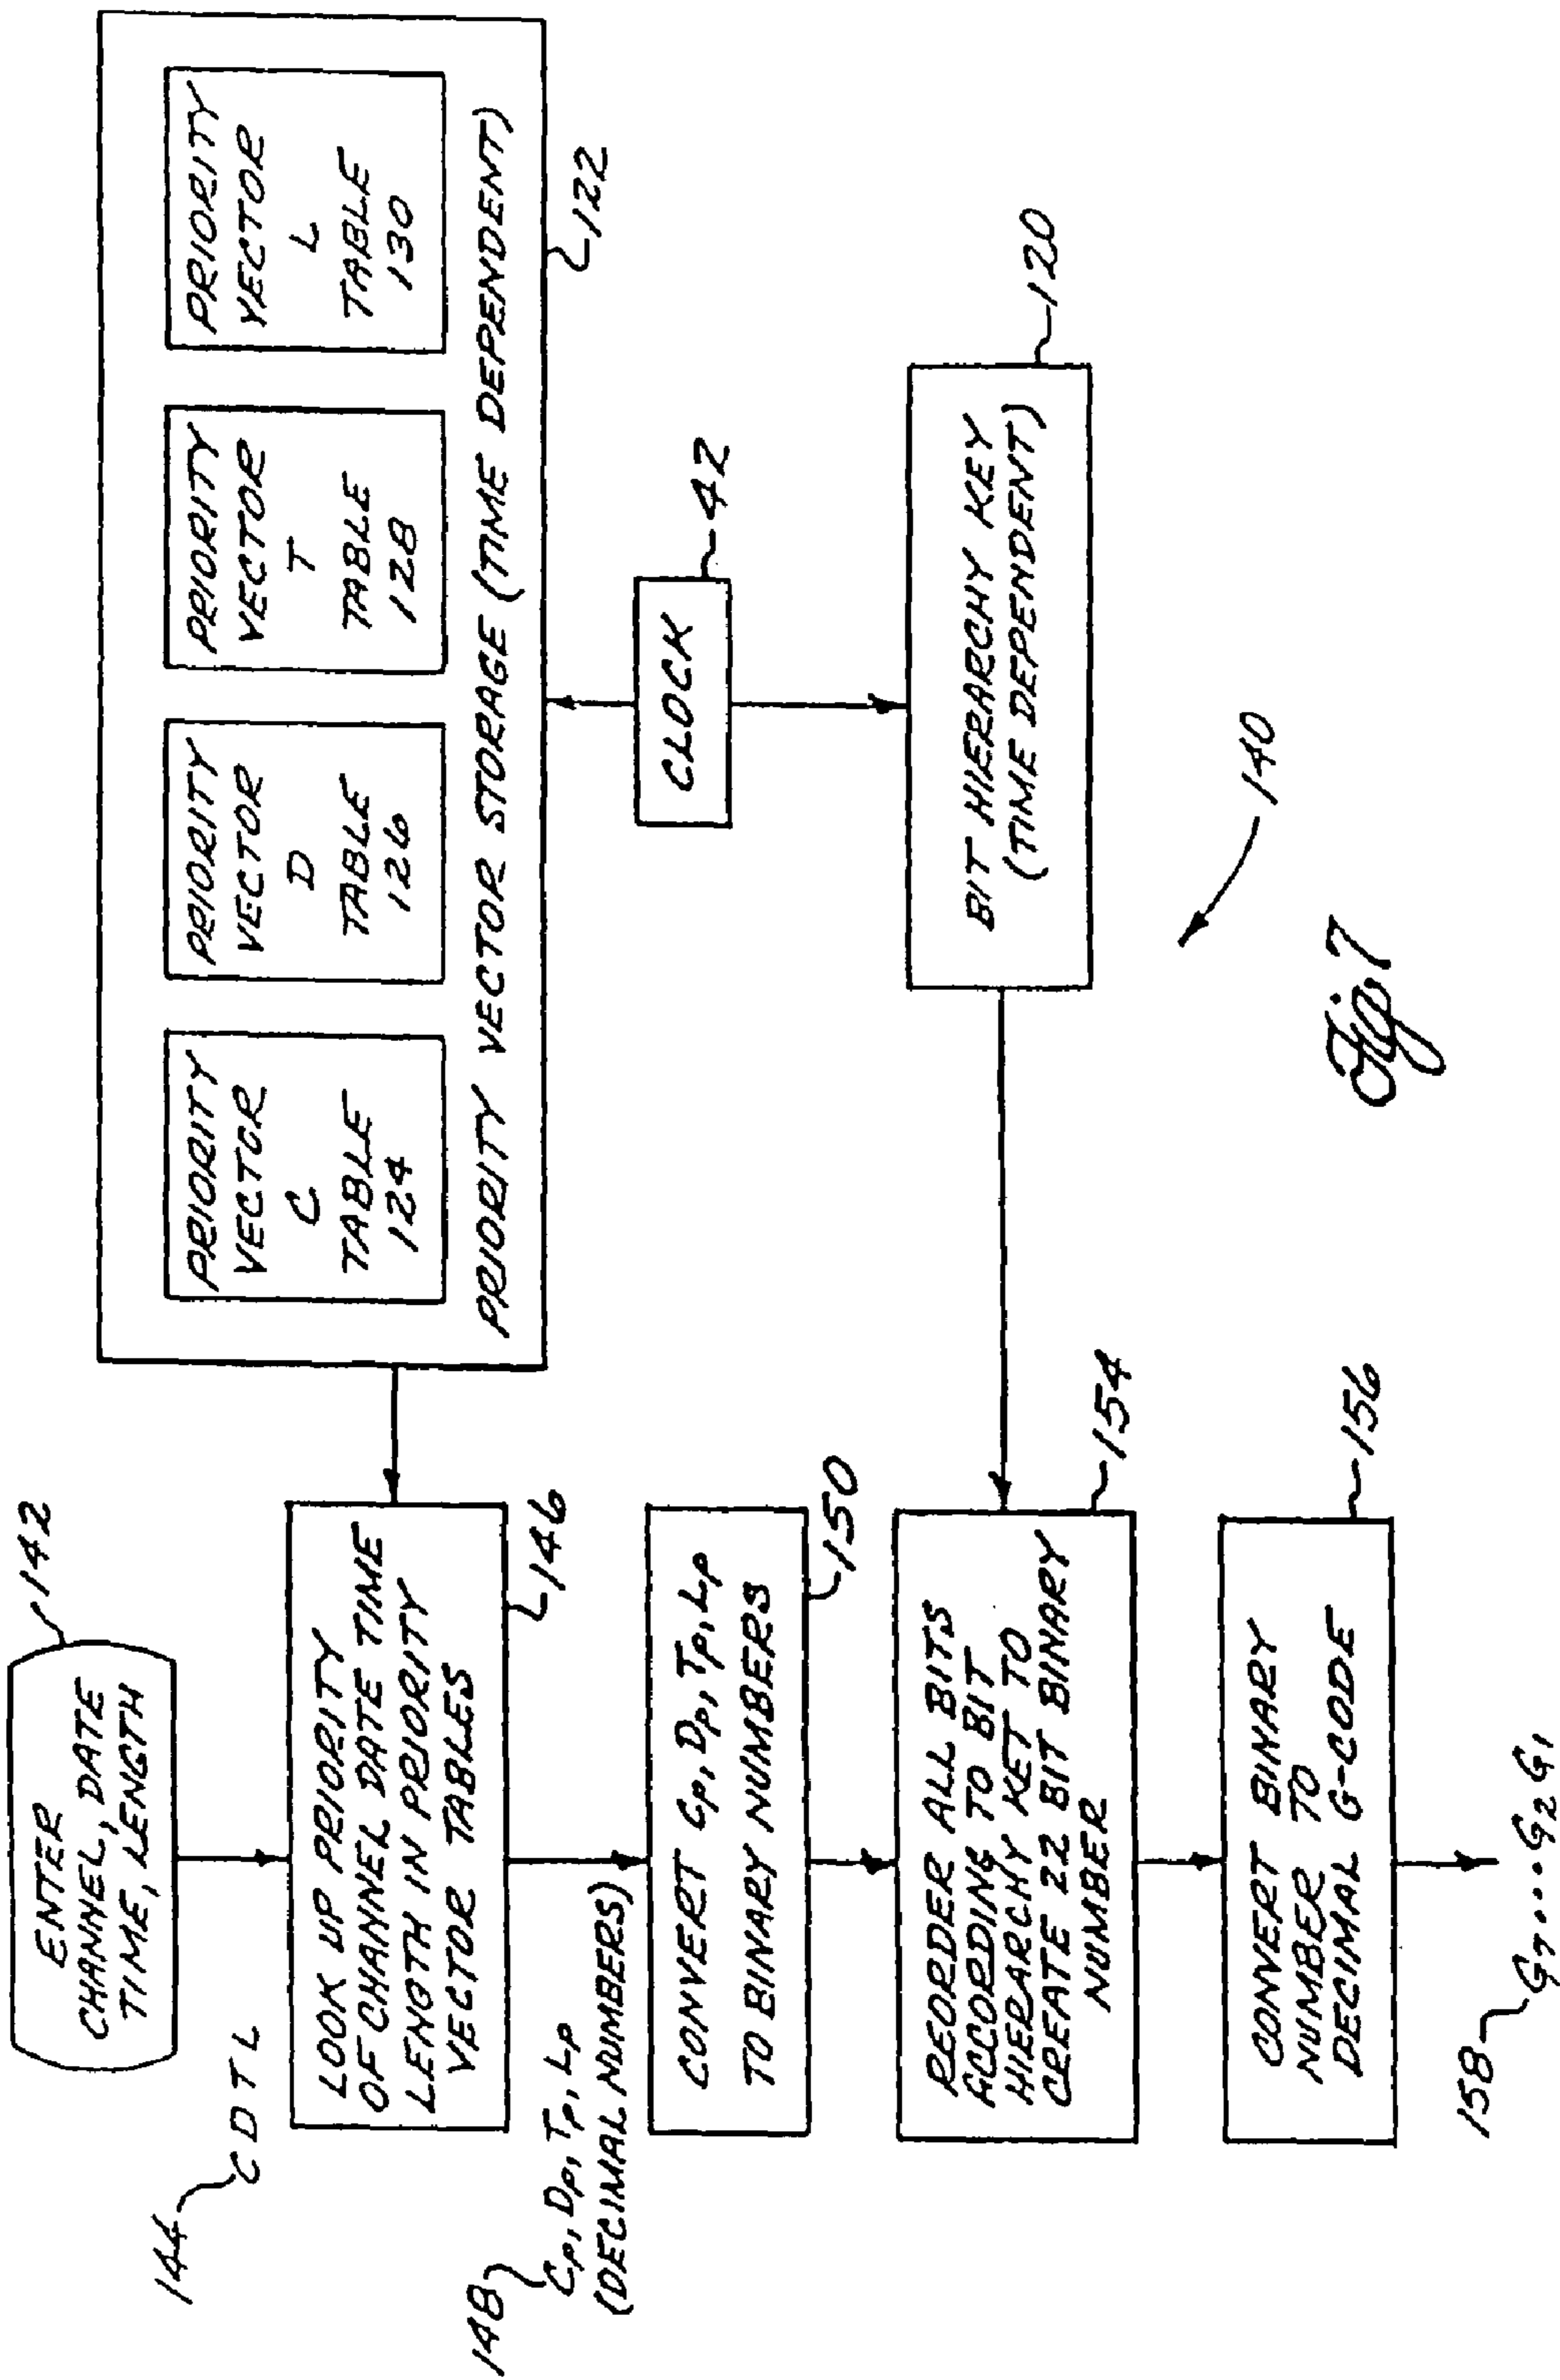 ENTER
CHANNEL, DATE
TIME, LENGTH
142
144
C D T L
LOOK UP PRIORITY
OF CHANNEL DATE TIME
LENGTH IN PRIORITY
VECTOR TABLES
146
148
Cp, Dp, Tp, Lp
(DECIMAL NUMBERS)
CONVERT Cp, Dp, Tp, Lp
TO BINARY NUMBERS
150
REORDER ALL BITS
ACCORDING TO BIT
HIERARCHY KET TO
CREATE 22 BIT BINARY
NUMBER
154
CONVERT BINARY
NUMBER TO
DECIMAL G-CODE
156
158
G7....G2 G1
PRIORITY
VECTOR
C
TABLE
124
PRIORITY
VECTOR
D
TABLE
126
PRIORITY
VECTOR
T
TABLE
128
PRIORITY
VECTOR
L
TABLE
130
PRIORITY VECTOR STORAGE (TIME DEPENDENT)
122
CLOCK
42
BIT HIERARCHY KEY
(TIME DEPENDENT)
120
140
Fig. 7